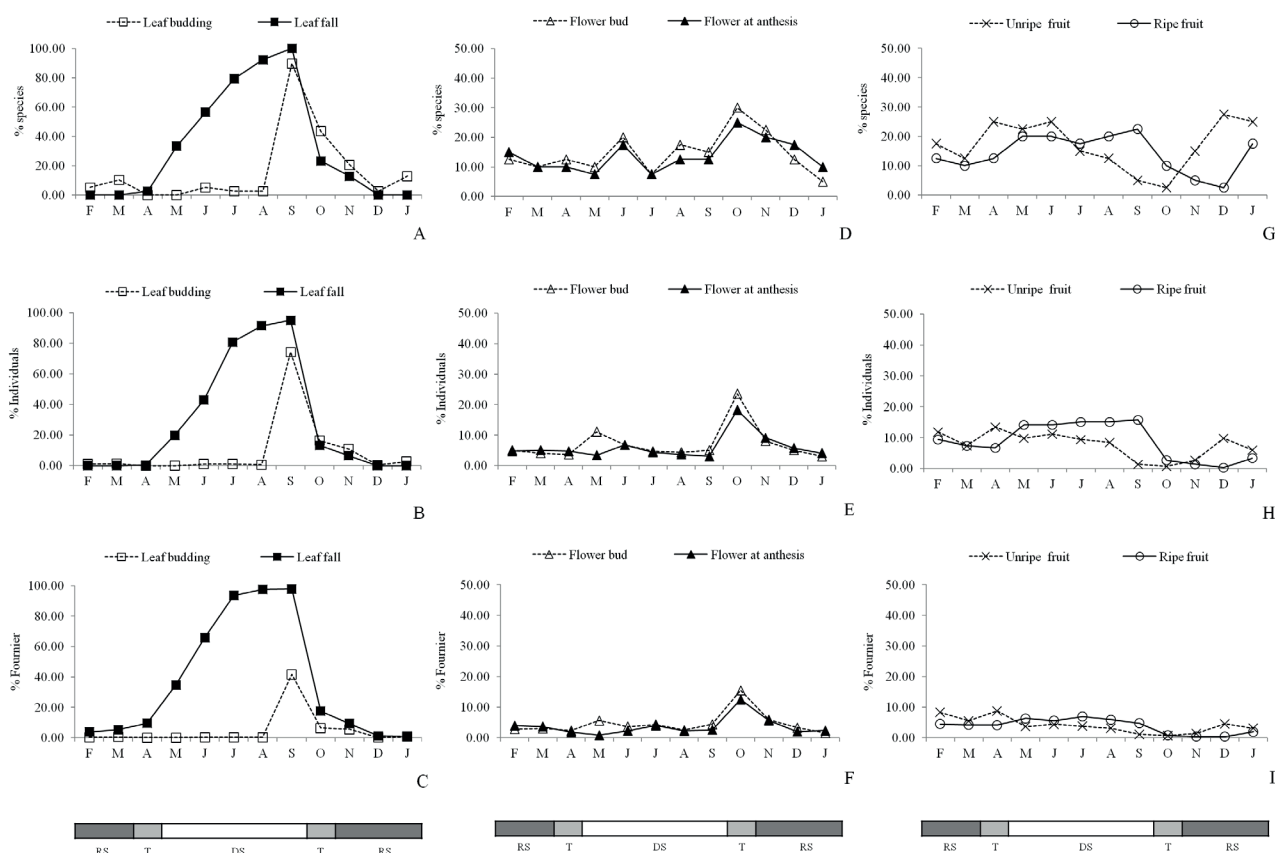 Leaf budding Leaf fall
% species
100.00
80.00
60.00
40.00
20.00
0.00
F M A M J J A S O N D J
A
Flower bud Flower at anthesis
% species
50.00
40.00
30.00
20.00
10.00
0.00
F M A M J J A S O N D J
D
Unripe fruit Ripe fruit
% species
50.00
40.00
30.00
20.00
10.00
0.00
F M A M J J A S O N D J
G
Leaf budding Leaf fall
% Individuals
100.00
80.00
60.00
40.00
20.00
0.00
F M A M J J A S O N D J
B
Flower bud Flower at anthesis
% Individuals
50.00
40.00
30.00
20.00
10.00
0.00
F M A M J J A S O N D J
E
Unripe fruit Ripe fruit
% Individuals
50.00
40.00
30.00
20.00
10.00
0.00
F M A M J J A S O N D J
H
Leaf budding Leaf fall
% Fournier
100.00
80.00
60.00
40.00
20.00
0.00
F M A M J J A S O N D J
C
Flower bud Flower at anthesis
% Fournier
50.00
40.00
30.00
20.00
10.00
0.00
F M A M J J A S O N D J
F
Unripe fruit Ripe fruit
% Fournier
50.00
40.00
30.00
20.00
10.00
0.00
F M A M J J A S O N D J
I
RS T DS T RS
RS T DS T RS
RS T DS T RS